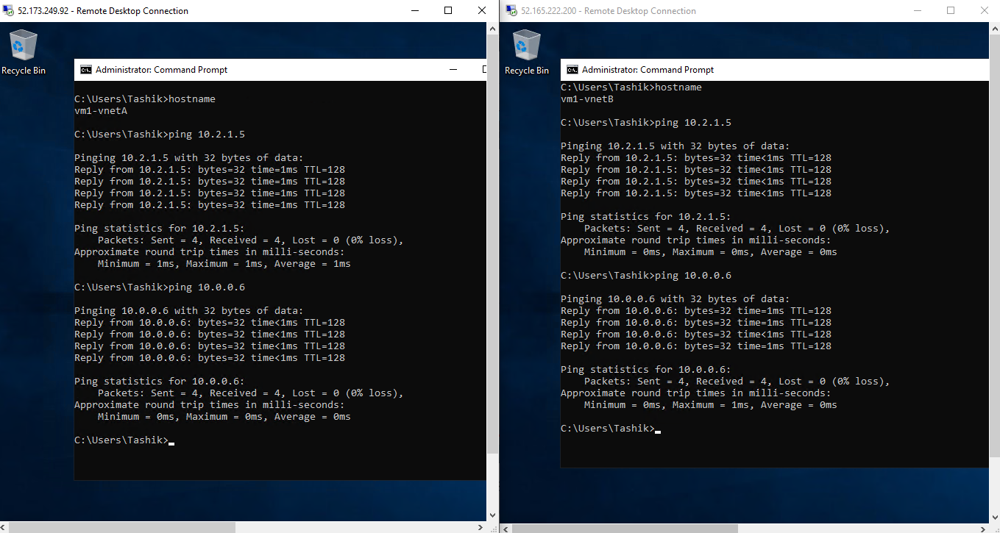 52.173.249.92 - Remote Desktop Connection
Recycle Bin
Administrator: Command Prompt
C:\Users\Tashik>hostname
vm1-vnetA
C:\Users\Tashik>ping 10.2.1.5
Pinging 10.2.1.5 with 32 bytes of data:
Reply from 10.2.1.5: bytes=32 time=1ms TTL=128
Reply from 10.2.1.5: bytes=32 time=1ms TTL=128
Reply from 10.2.1.5: bytes=32 time=1ms TTL=128
Reply from 10.2.1.5: bytes=32 time=1ms TTL=128
Ping statistics for 10.2.1.5:
    Packets: Sent = 4, Received = 4, Lost = 0 (0% loss),
Approximate round trip times in milli-seconds:
    Minimum = 1ms, Maximum = 1ms, Average = 1ms
C:\Users\Tashik>ping 10.0.0.6
Pinging 10.0.0.6 with 32 bytes of data:
Reply from 10.0.0.6: bytes=32 time<1ms TTL=128
Reply from 10.0.0.6: bytes=32 time<1ms TTL=128
Reply from 10.0.0.6: bytes=32 time<1ms TTL=128
Reply from 10.0.0.6: bytes=32 time<1ms TTL=128
Ping statistics for 10.0.0.6:
    Packets: Sent = 4, Received = 4, Lost = 0 (0% loss),
Approximate round trip times in milli-seconds:
    Minimum = 0ms, Maximum = 0ms, Average = 0ms
C:\Users\Tashik>
52.165.222.200 - Remote Desktop Connection
Recycle Bin
Administrator: Command Prompt
C:\Users\Tashik>hostname
vm1-vnetB
C:\Users\Tashik>ping 10.2.1.5
Pinging 10.2.1.5 with 32 bytes of data:
Reply from 10.2.1.5: bytes=32 time<1ms TTL=128
Reply from 10.2.1.5: bytes=32 time<1ms TTL=128
Reply from 10.2.1.5: bytes=32 time<1ms TTL=128
Reply from 10.2.1.5: bytes=32 time<1ms TTL=128
Ping statistics for 10.2.1.5:
    Packets: Sent = 4, Received = 4, Lost = 0 (0% loss),
Approximate round trip times in milli-seconds:
    Minimum = 0ms, Maximum = 0ms, Average = 0ms
C:\Users\Tashik>ping 10.0.0.6
Pinging 10.0.0.6 with 32 bytes of data:
Reply from 10.0.0.6: bytes=32 time=1ms TTL=128
Reply from 10.0.0.6: bytes=32 time=1ms TTL=128
Reply from 10.0.0.6: bytes=32 time<1ms TTL=128
Reply from 10.0.0.6: bytes=32 time=1ms TTL=128
Ping statistics for 10.0.0.6:
    Packets: Sent = 4, Received = 4, Lost = 0 (0% loss),
Approximate round trip times in milli-seconds:
    Minimum = 0ms, Maximum = 1ms, Average = 0ms
C:\Users\Tashik>